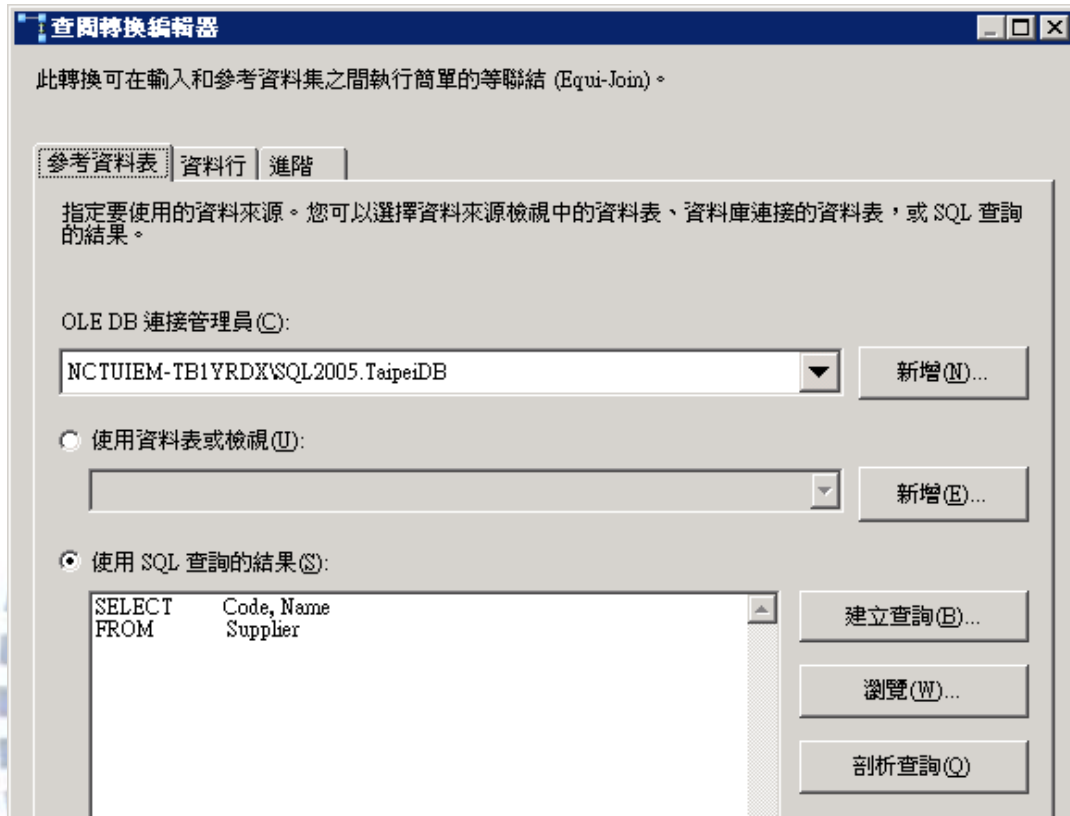 查閱轉換編輯器
此轉換可在輸入和參考資料集之間執行簡單的等聯結 (Equi-Join)。
參考資料表 資料行 進階
指定要使用的資料來源。您可以選擇資料來源檢視中的資料表、資料庫連接的資料表，或 SQL 查詢
的結果。
OLE DB 連接管理員(C):
NCTUIEM-TB1YRDX\SQL2005.TaipeiDB
新增(N)...
使用資料表或檢視(U):
新增(E)...
使用 SQL 查詢的結果(S):
SELECT Code, Name
FROM Supplier
建立查詢(B)...
瀏覽(W)...
剖析查詢(Q)